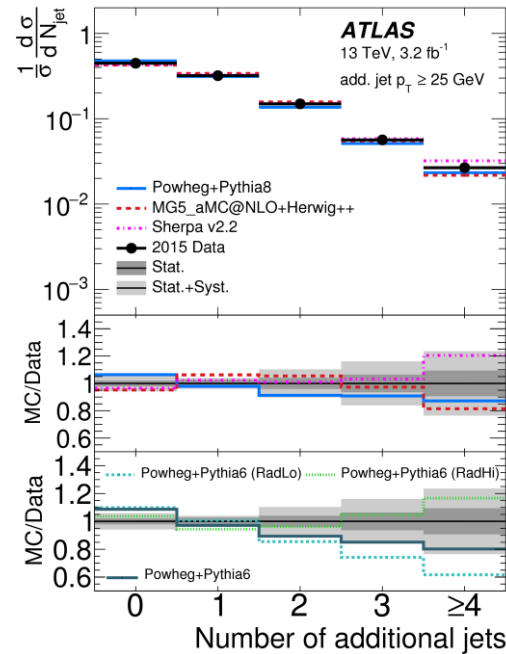 1/σ d σ/d N_jet
ATLAS
13 TeV, 3.2 fb⁻¹
add. jet p_T ≥ 25 GeV
1
10⁻¹
10⁻²
10⁻³
Powheg+Pythia8
MG5_aMC@NLO+Herwig++
Sherpa v2.2
2015 Data
Stat.
Stat.+Syst.
MC/Data
1.4
1.2
1
0.8
0.6
MC/Data
1.4
1.2
1
0.8
0.6
Powheg+Pythia6 (RadLo)
Powheg+Pythia6 (RadHi)
Powheg+Pythia6
0 1 2 3 ≥4
Number of additional jets